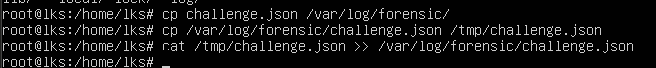 root@lks:/home/lks# cp challenge.json /var/log/forensic/
root@lks:/home/lks# cp /var/log/forensic/challenge.json /tmp/challenge.json
root@lks:/home/lks# cat /tmp/challenge.json >> /var/log/forensic/challenge.json
root@lks:/home/lks# _